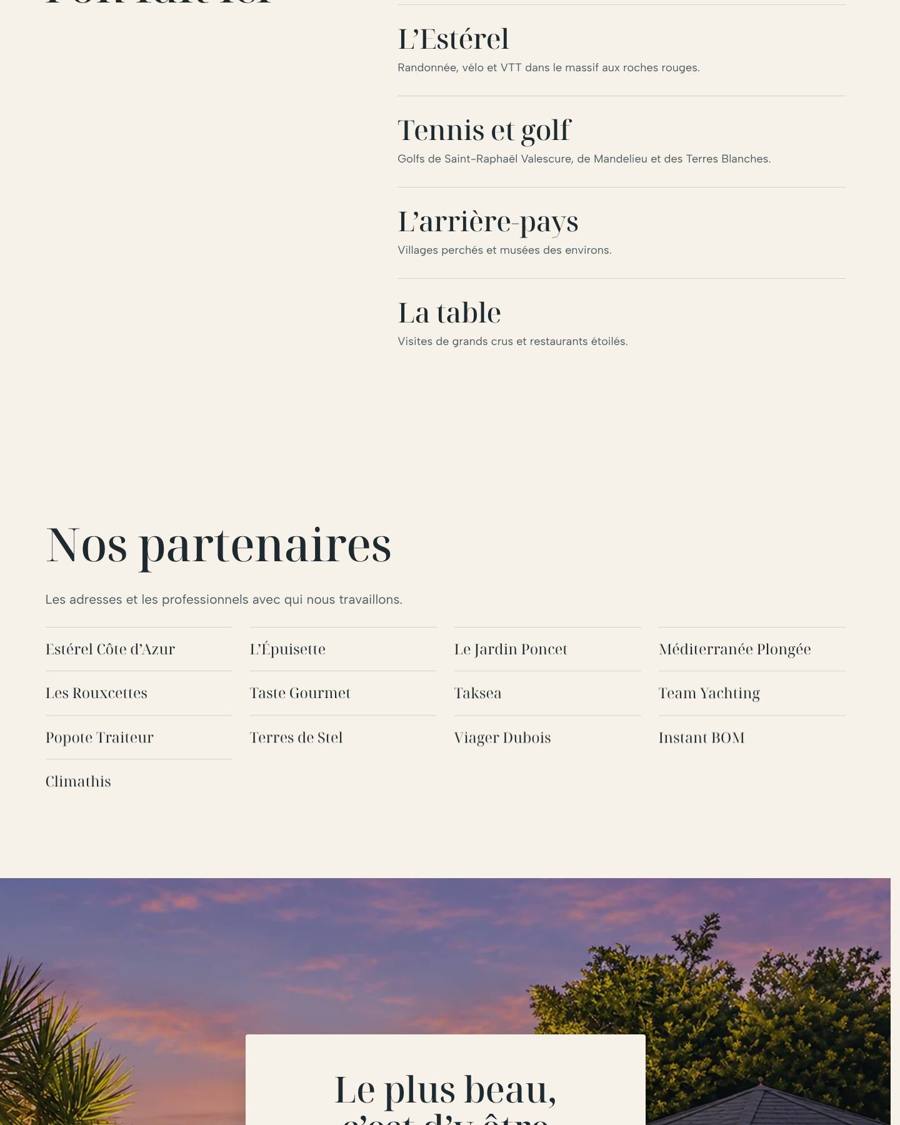 L'Estérel
Randonnée, vélo et VTT dans le massif aux roches rouges.
Tennis et golf
Golfs de Saint-Raphaël Valescure, de Mandelieu et des Terres Blanches.
L'arrière-pays
Villages perchés et musées des environs.
La table
Visites de grands crus et restaurants étoilés.
Nos partenaires
Les adresses et les professionnels avec qui nous travaillons.
Estérel Côte d'Azur
L'Épuisette
Le Jardin Poncet
Méditerranée Plongée
Les Rouxcettes
Taste Gourmet
Taksea
Team Yachting
Popote Traiteur
Terres de Stel
Viager Dubois
Instant BOM
Climathis
Le plus beau,
c'est d'y être